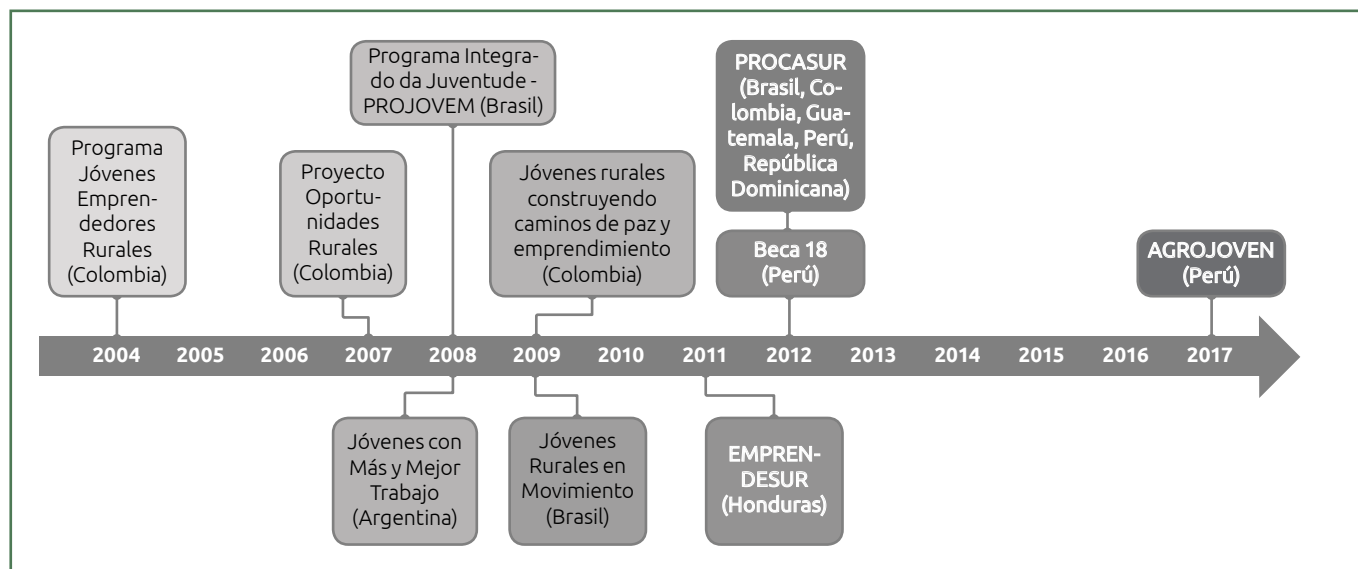 Programa Integra-
do da Juventude -
PROJOVEM (Brasil)
PROCASUR
(Brasil, Co-
lombia, Gua-
temala, Perú,
República
Dominicana)
Programa
Jóvenes
Empren-
dedores
Rurales
(Colombia)
Proyecto
Oportu-
nidades
Rurales
(Colombia)
Jóvenes rurales
construyendo
caminos de paz y
emprendimiento
(Colombia)
Beca 18
(Perú)
AGROJOVEN
(Perú)
2004 2005 2006 2007 2008 2009 2010 2011 2012 2013 2014 2015 2016 2017
Jóvenes con
Más y Mejor
Trabajo
(Argentina)
Jóvenes
Rurales en
Movimiento
(Brasil)
EMPREN-
DESUR
(Honduras)